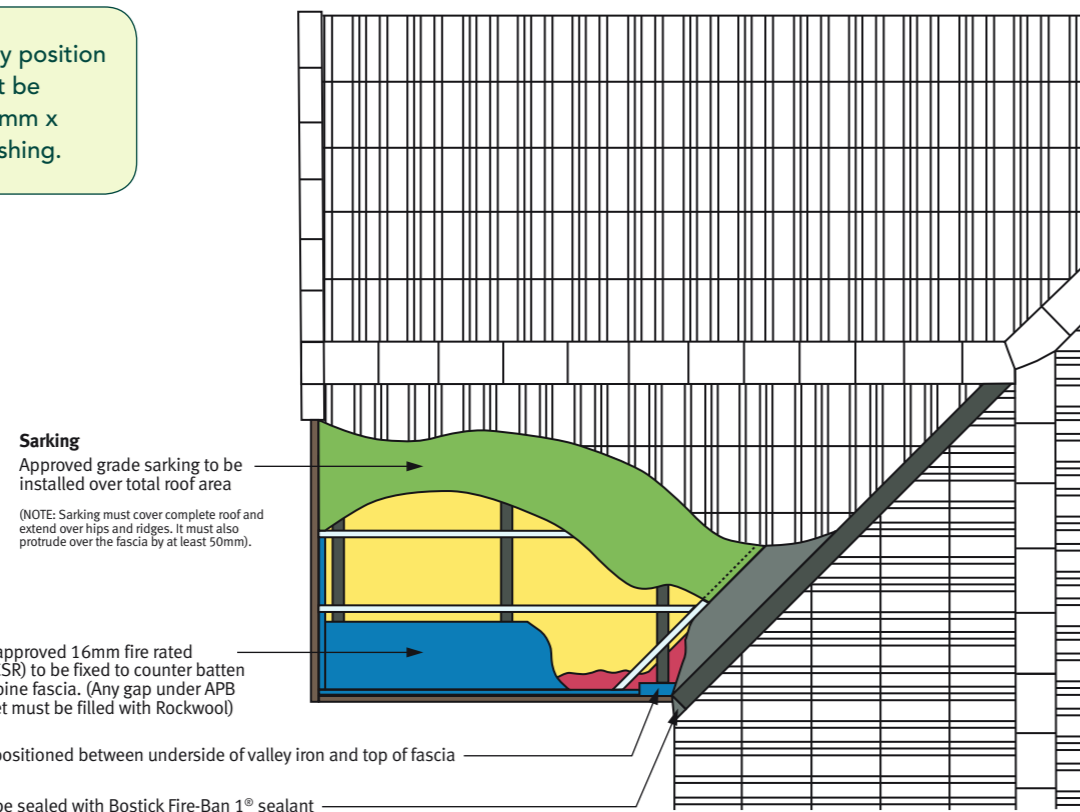 y position
t be
mm x
shing.
Sarking
Approved grade sarking to be
installed over total roof area
(NOTE: Sarking must cover complete roof and
extend over hips and ridges. It must also
protrude over the fascia by at least 50mm).
approved 16mm fire rated
CSR) to be fixed to counter batten
pine fascia. (Any gap under APB
et must be filled with Rockwool)
positioned between underside of valley iron and top of fascia
be sealed with Bostick Fire-Ban 1® sealant